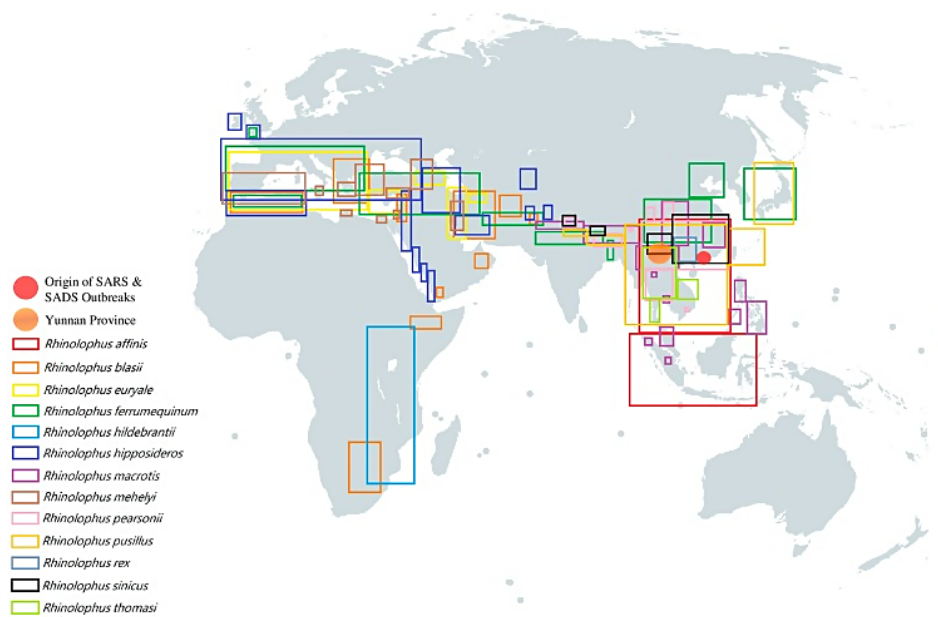 Origin of SARS &
SADS Outbreaks
Yunnan Province
Rhinolophus affinis
Rhinolophus blasii
Rhinolophus euryale
Rhinolophus ferrumequinum
Rhinolophus hildebrantii
Rhinolophus hipposideros
Rhinolophus macrotis
Rhinolophus mehelyi
Rhinolophus pearsonii
Rhinolophus pusillus
Rhinolophus rex
Rhinolophus sinicus
Rhinolophus thomasi